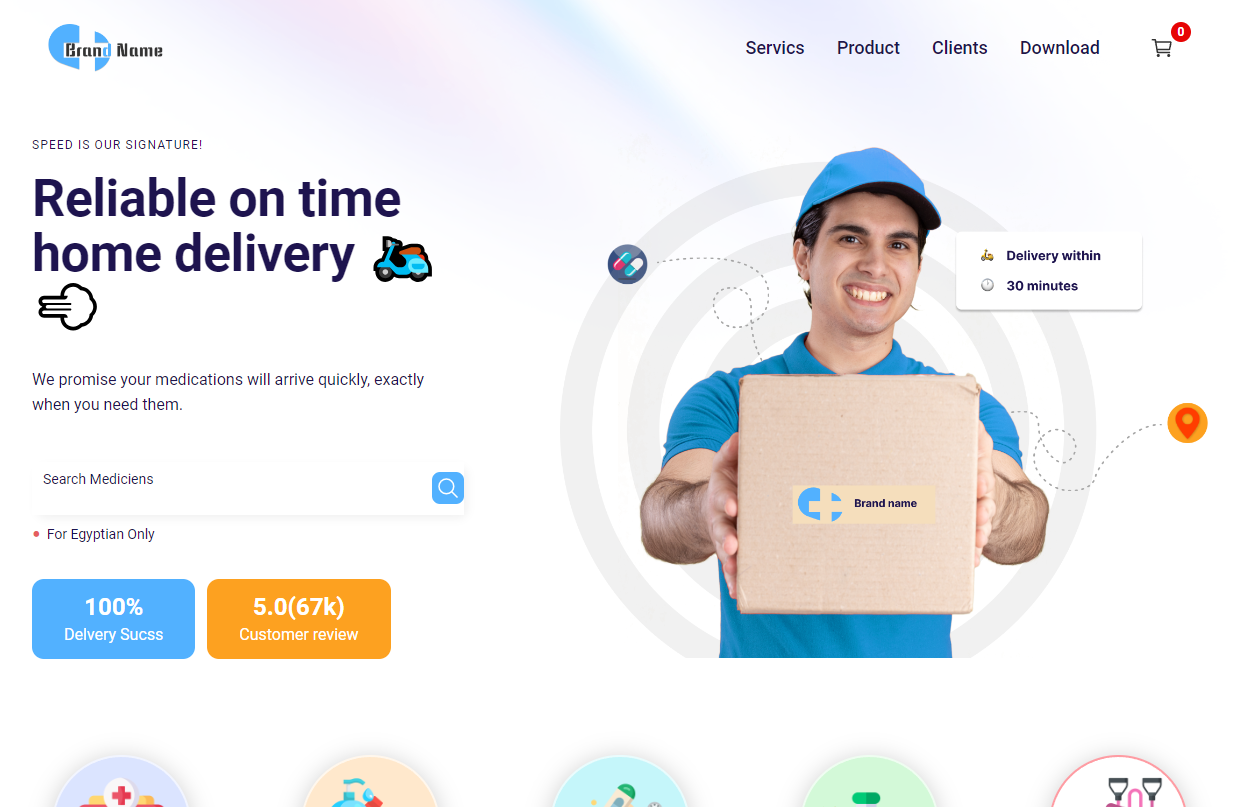 Brand Name
Servics
Product
Clients
Download
0
SPEED IS OUR SIGNATURE!
Reliable on time
home delivery
We promise your medications will arrive quickly, exactly
when you need them.
Search Mediciens
For Egyptian Only
100%
Delvery Sucss
5.0(67k)
Customer review
Delivery within
30 minutes
Brand name